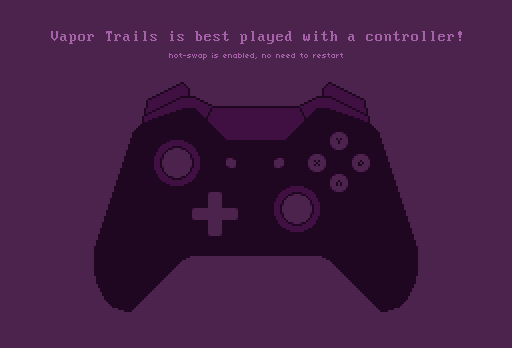 Vapor Trails is best played with a controller!
hot-swap is enabled, no need to restart
Y
X
A